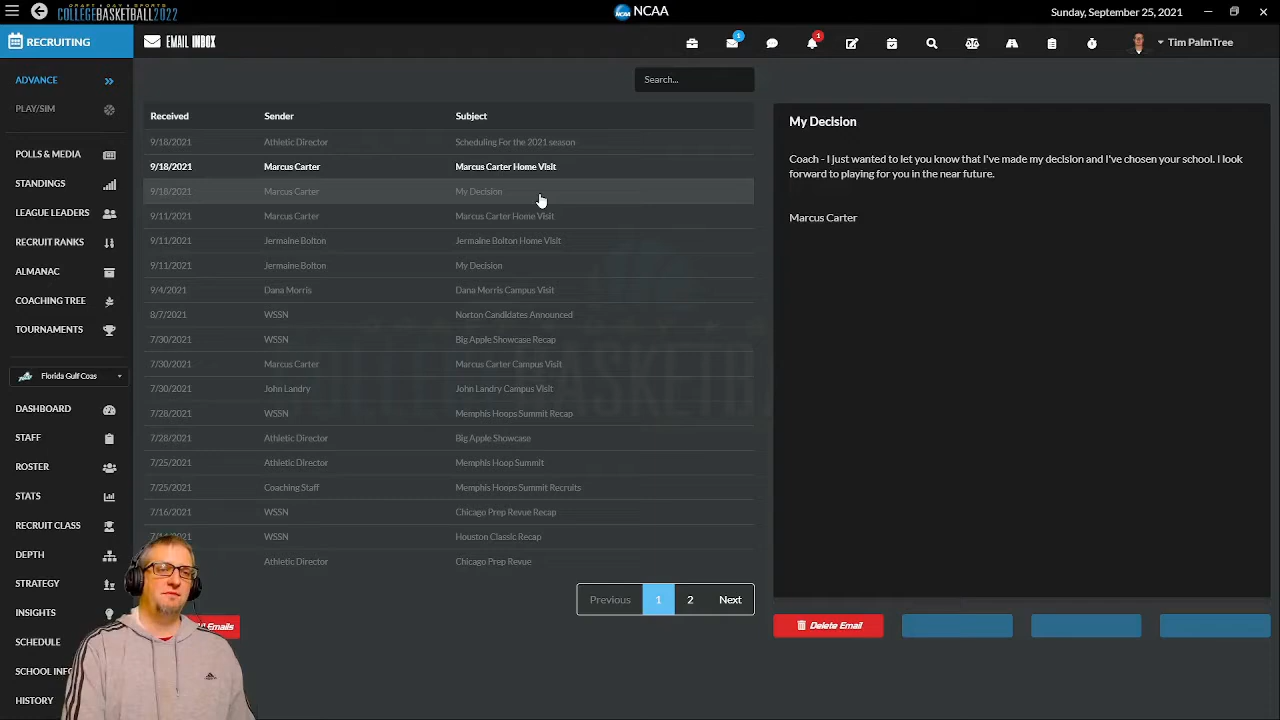 DRAFT DAY SPORTS
COLLEGE BASKETBALL 2022
NCAA
Sunday, September 25, 2021
RECRUITING
EMAIL INBOX
1
1
Tim PalmTree
ADVANCE
PLAY/SIM
POLLS & MEDIA
STANDINGS
LEAGUE LEADERS
RECRUIT RANKS
ALMANAC
COACHING TREE
TOURNAMENTS
Florida Gulf Coas
DASHBOARD
STAFF
ROSTER
STATS
RECRUIT CLASS
DEPTH
STRATEGY
INSIGHTS
SCHEDULE
SCHOOL INFO
HISTORY
Search...
Received Sender Subject
9/18/2021 Athletic Director Scheduling For the 2021 season
9/18/2021 Marcus Carter Marcus Carter Home Visit
9/18/2021 Marcus Carter My Decision
9/11/2021 Marcus Carter Marcus Carter Home Visit
9/11/2021 Jermaine Bolton Jermaine Bolton Home Visit
9/11/2021 Jermaine Bolton My Decision
9/4/2021 Dana Morris Dana Morris Campus Visit
8/7/2021 WSSN Norton Candidates Announced
7/30/2021 WSSN Big Apple Showcase Recap
7/30/2021 Marcus Carter Marcus Carter Campus Visit
7/30/2021 John Landry John Landry Campus Visit
7/28/2021 WSSN Memphis Hoops Summit Recap
7/28/2021 Athletic Director Big Apple Showcase
7/25/2021 Athletic Director Memphis Hoop Summit
7/25/2021 Coaching Staff Memphis Hoops Summit Recruits
7/16/2021 WSSN Chicago Prep Revue Recap
WSSN Houston Classic Recap
Athletic Director Chicago Prep Revue
Previous 1 2 Next
Emails
My Decision
Coach - I just wanted to let you know that I've made my decision and I've chosen your school. I look
forward to playing for you in the near future.
Marcus Carter
Delete Email